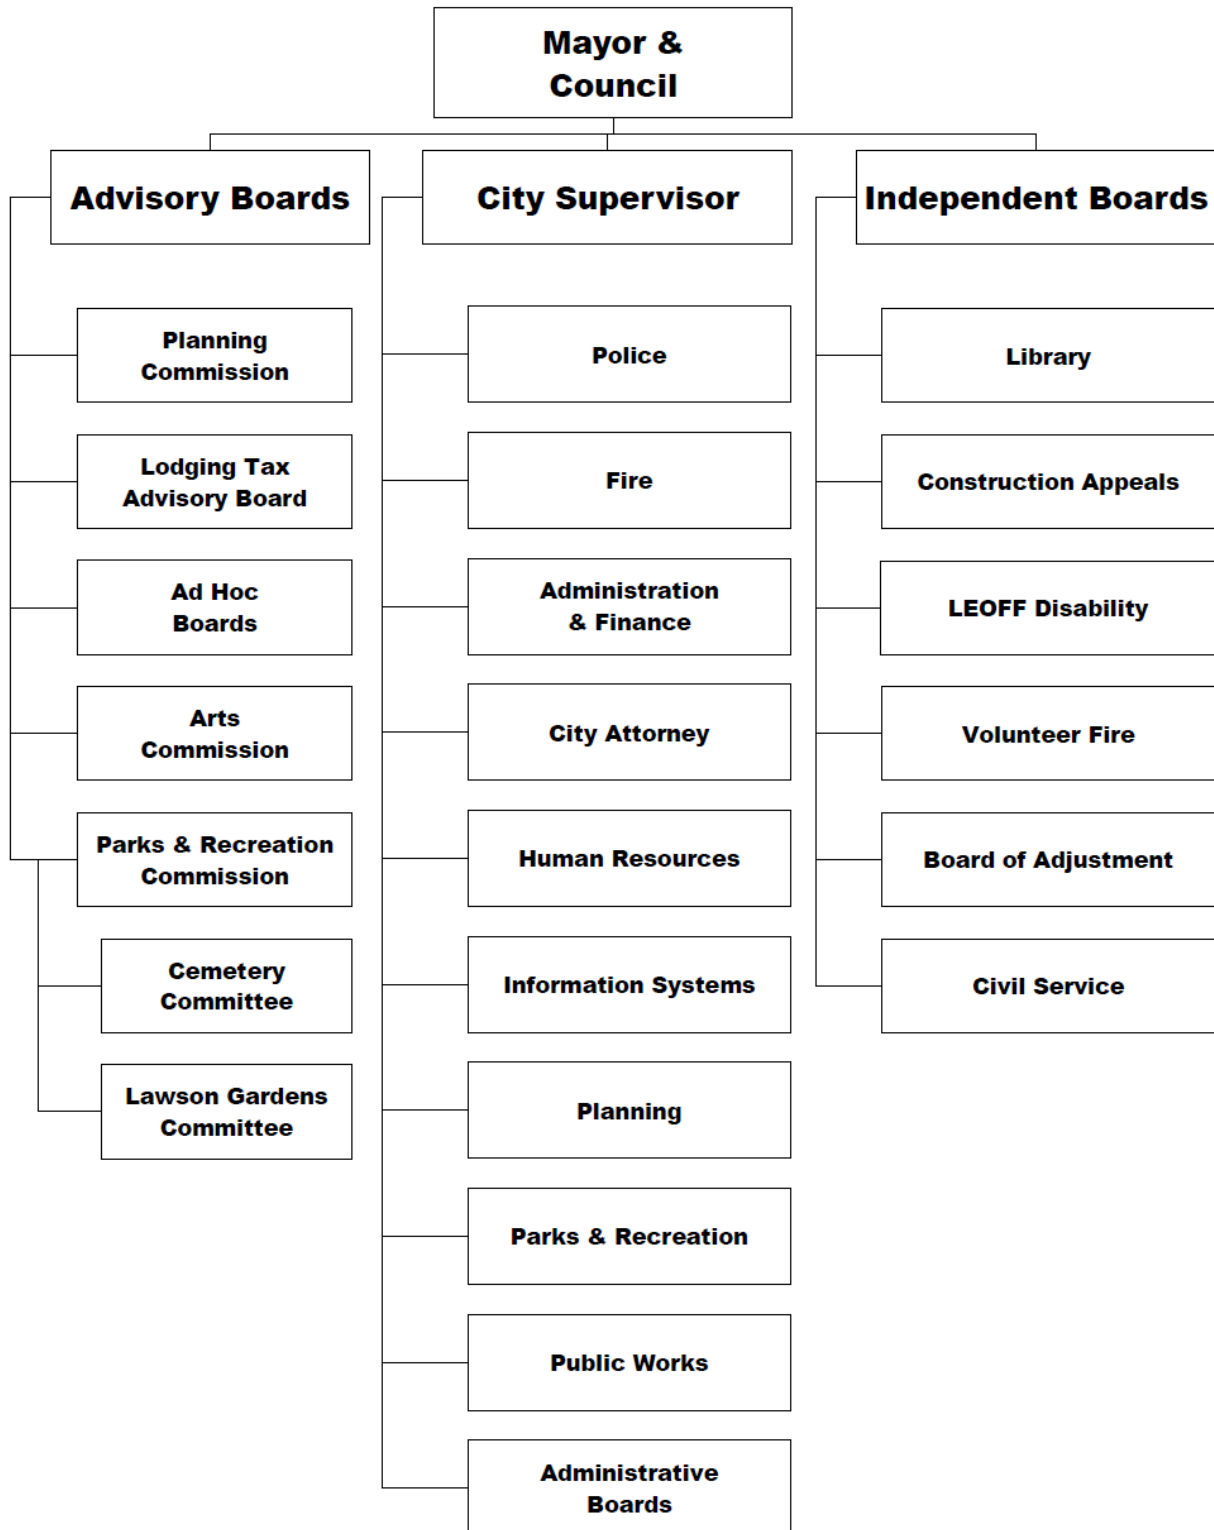 Mayor &
Council
Advisory Boards
City Supervisor
Independent Boards
Planning
Commission
Lodging Tax
Advisory Board
Ad Hoc
Boards
Arts
Commission
Parks & Recreation
Commission
Cemetery
Committee
Lawson Gardens
Committee
Police
Fire
Administration
& Finance
City Attorney
Human Resources
Information Systems
Planning
Parks & Recreation
Public Works
Administrative
Boards
Library
Construction Appeals
LEOFF Disability
Volunteer Fire
Board of Adjustment
Civil Service